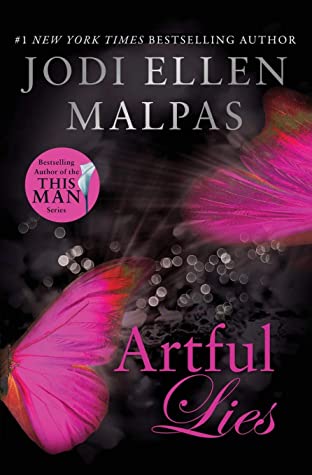 #1 NEW YORK TIMES BESTSELLING AUTHOR
JODI ELLEN
MALPAS
Bestselling
Author of the
THIS
MAN
Series
Artful
Lies